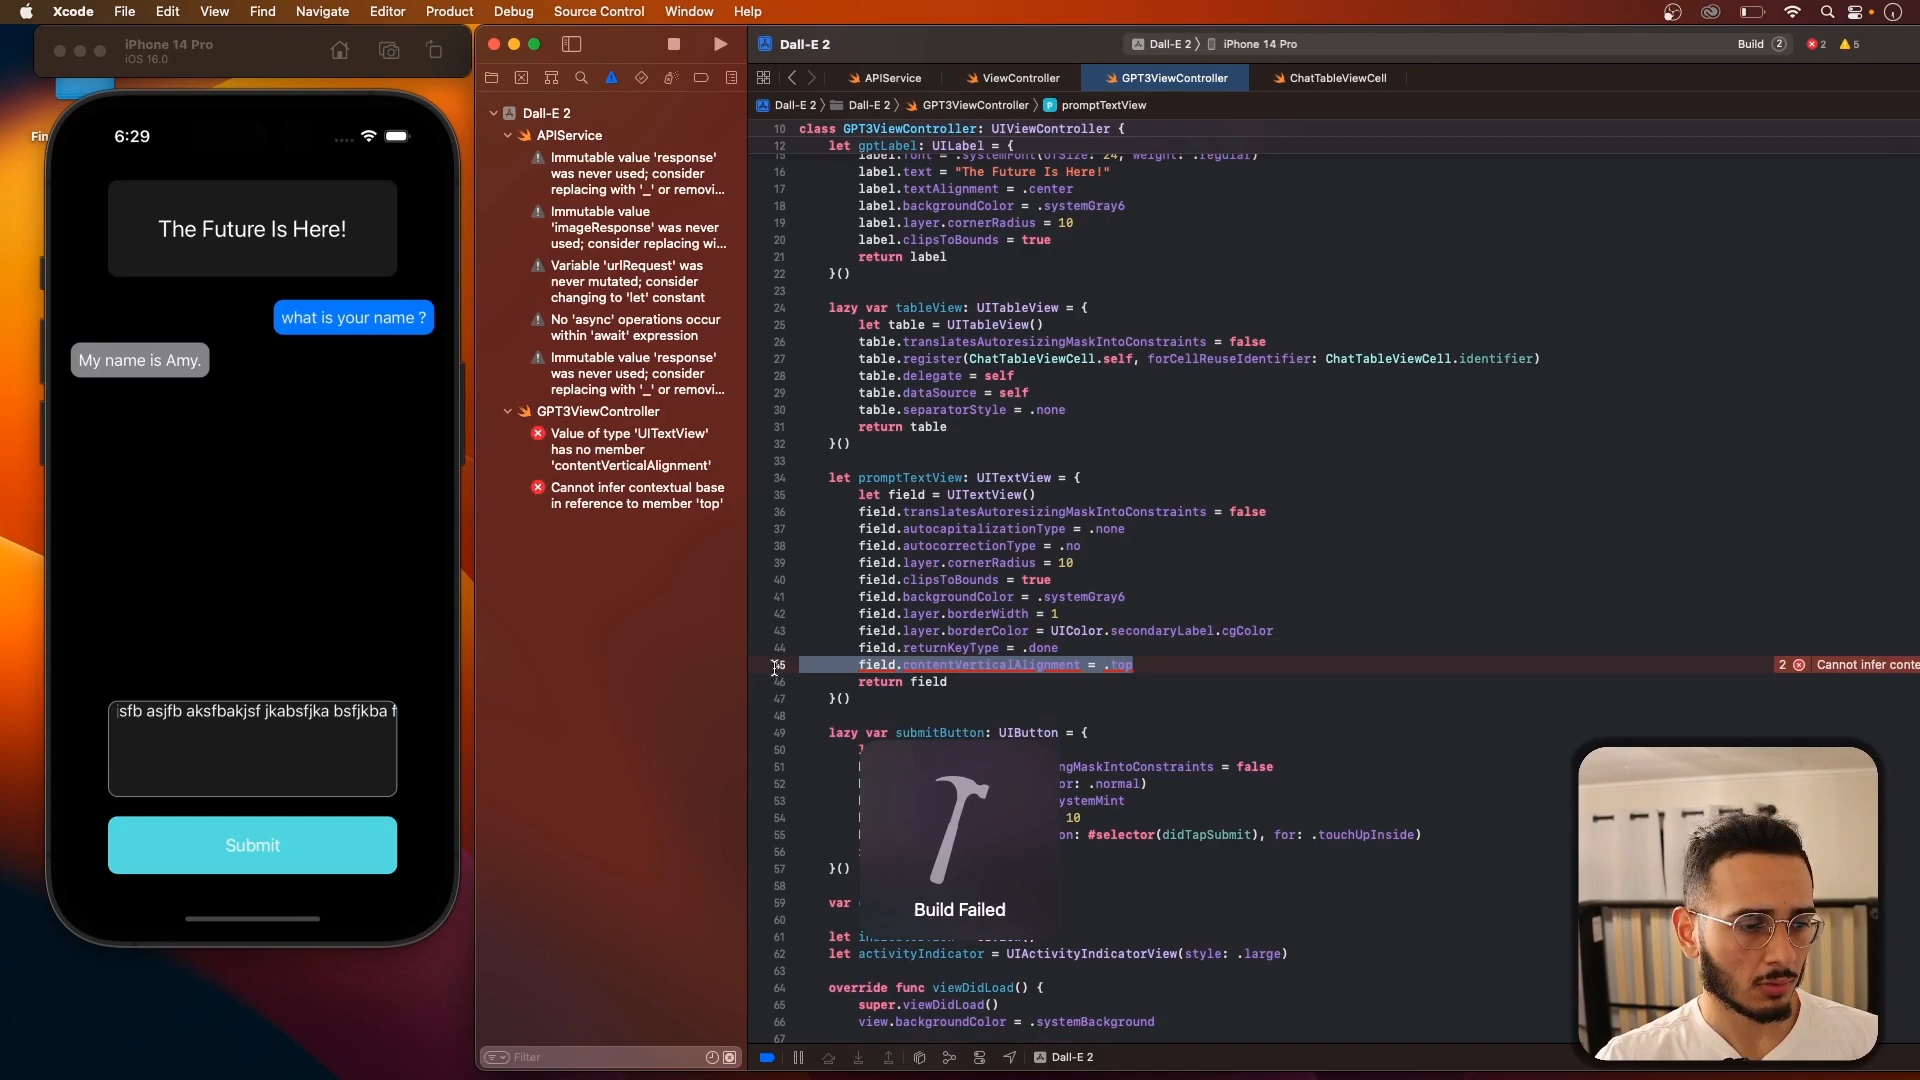 Xcode File Edit View Find Navigate Editor Product Debug Source Control Window Help
iPhone 14 Pro
iOS 16.0
Fin
6:29
The Future Is Here!
what is your name ?
My name is Amy.
sfb asjfb aksfbakjsf jkabsfjka bsfjkba f
Submit
Dall-E 2
APIService
Immutable value 'response'
was never used; consider
replacing with '_' or removi...
Immutable value
'imageResponse' was never
used; consider replacing wi...
Variable 'urlRequest' was
never mutated; consider
changing to 'let' constant
No 'async' operations occur
within 'await' expression
Immutable value 'response'
was never used; consider
replacing with '_' or removi...
GPT3ViewController
Value of type 'UITextView'
has no member
'contentVerticalAlignment'
Cannot infer contextual base
in reference to member 'top'
Filter
Dall-E 2
Dall-E 2 〉 iPhone 14 Pro
Build 2
2 5
APIService ViewController GPT3ViewController ChatTableViewCell
Dall-E 2 〉 Dall-E 2 〉 GPT3ViewController 〉 P promptTextView
10 class GPT3ViewController: UIViewController {
12 let gptLabel: UILabel = {
15 label.font = .systemFont(ofSize: 24, weight: .regular)
16 label.text = "The Future Is Here!"
17 label.textAlignment = .center
18 label.backgroundColor = .systemGray6
19 label.layer.cornerRadius = 10
20 label.clipsToBounds = true
21 return label
22 }()
23
24 lazy var tableView: UITableView = {
25 let table = UITableView()
26 table.translatesAutoresizingMaskIntoConstraints = false
27 table.register(ChatTableViewCell.self, forCellReuseIdentifier: ChatTableViewCell.identifier)
28 table.delegate = self
29 table.dataSource = self
30 table.separatorStyle = .none
31 return table
32 }()
33
34 let promptTextView: UITextView = {
35 let field = UITextView()
36 field.translatesAutoresizingMaskIntoConstraints = false
37 field.autocapitalizationType = .none
38 field.autocorrectionType = .no
39 field.layer.cornerRadius = 10
40 field.clipsToBounds = true
41 field.backgroundColor = .systemGray6
42 field.layer.borderWidth = 1
43 field.layer.borderColor = UIColor.secondaryLabel.cgColor
44 field.returnKeyType = .done
45 field.contentVerticalAlignment = .top 2 Cannot infer conte
46 return field
47 }()
48
49 lazy var submitButton: UIButton = {
50
51 ngMaskIntoConstraints = false
52 or: .normal)
53 ystemMint
54 10
55 on: #selector(didTapSubmit), for: .touchUpInside)
56
57 }()
58
59 var
60
61 let
62 let activityIndicator = UIActivityIndicatorView(style: .large)
63
64 override func viewDidLoad() {
65 super.viewDidLoad()
66 view.backgroundColor = .systemBackground
67
Build Failed
Dall-E 2